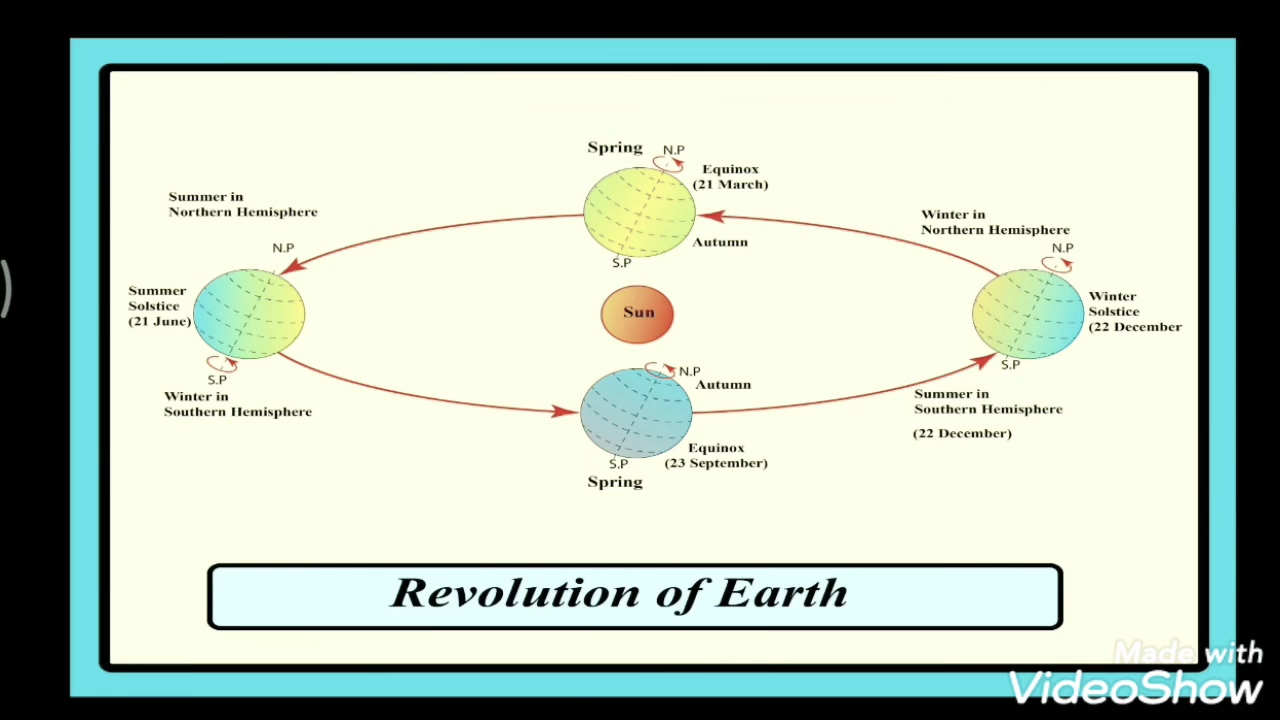 Spring
N.P
Equinox
(21 March)
Autumn
S.P
Summer in
Northern Hemisphere
N.P
Summer
Solstice
(21 June)
S.P
Winter in
Southern Hemisphere
Sun
Winter in
Northern Hemisphere
N.P
Winter
Solstice
(22 December
S.P
Summer in
Southern Hemisphere
(22 December)
N.P
Autumn
Equinox
(23 September)
S.P
Spring
Revolution of Earth
Made with
VideoShow